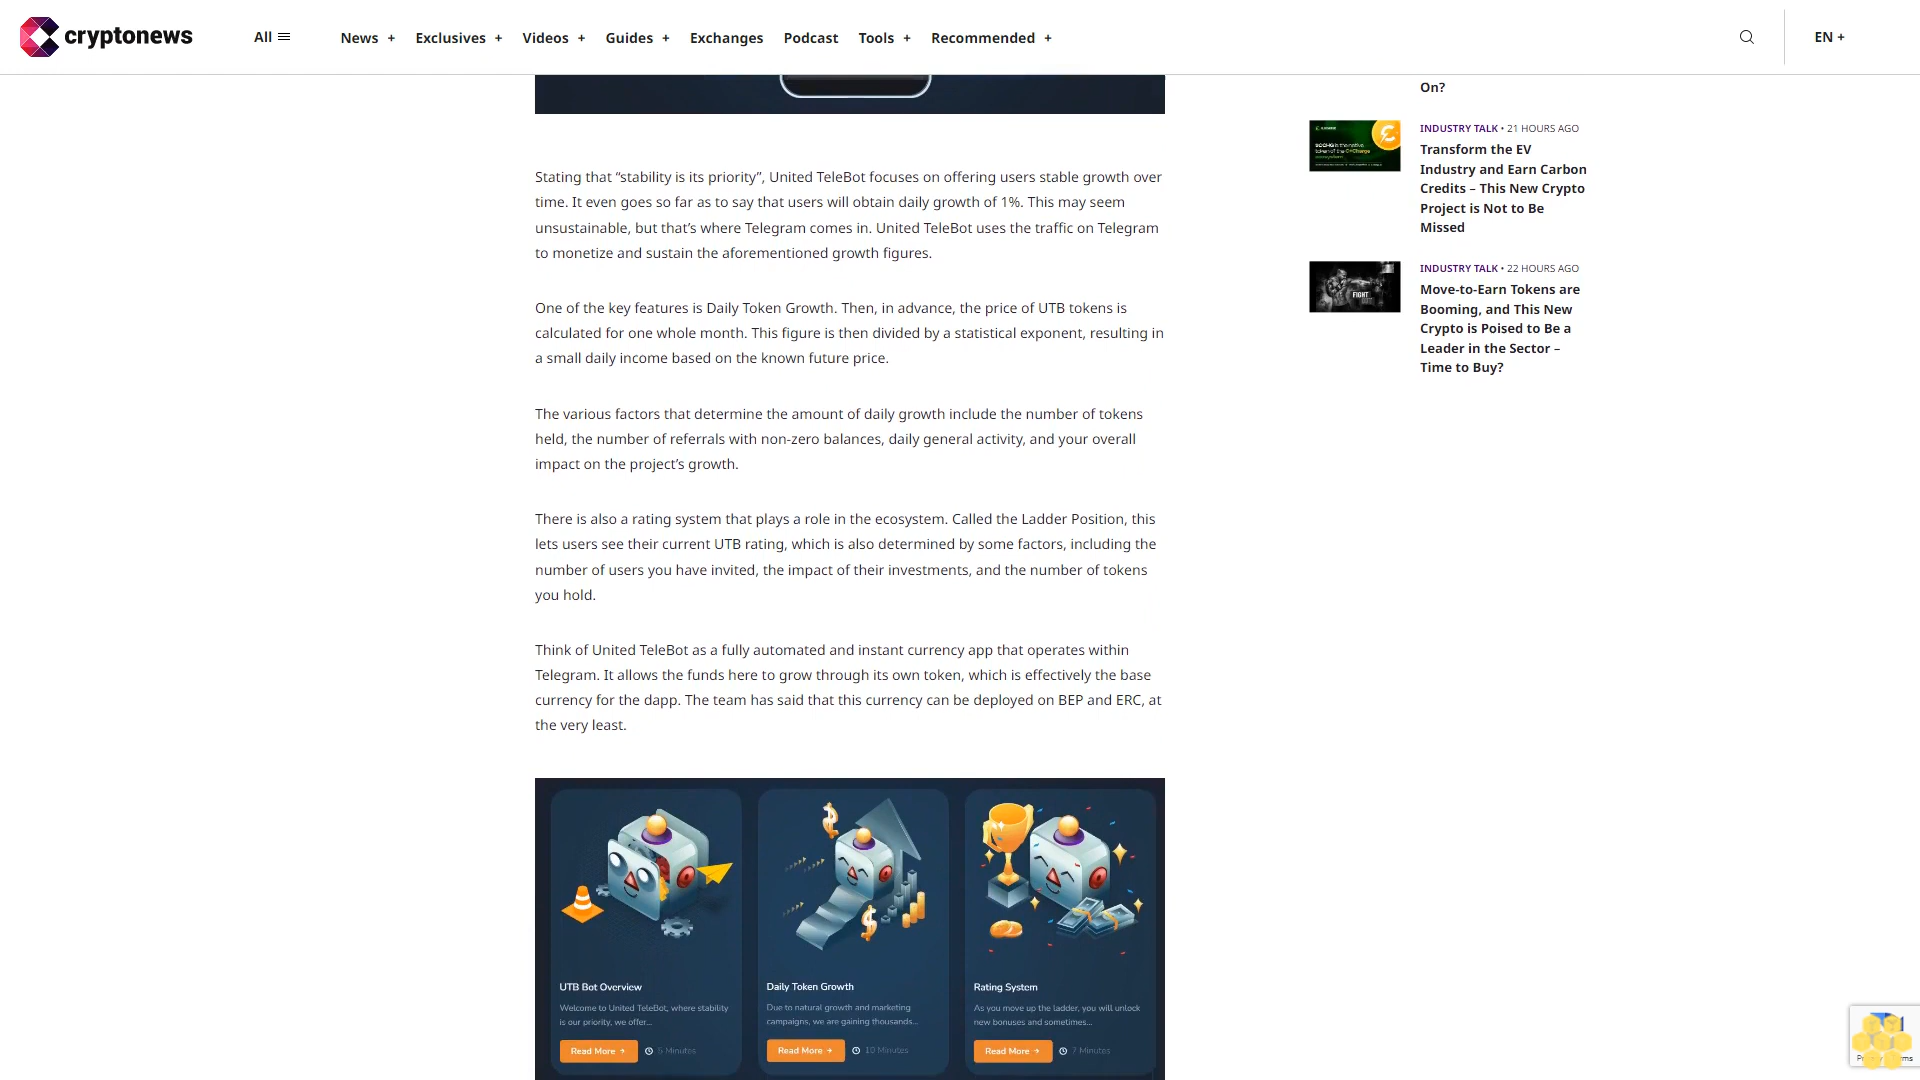 cryptonews
All
News +
Exclusives +
Videos +
Guides +
Exchanges
Podcast
Tools +
Recommended +
EN +
Stating that “stability is its priority”, United TeleBot focuses on offering users stable growth over
time. It even goes so far as to say that users will obtain daily growth of 1%. This may seem
unsustainable, but that’s where Telegram comes in. United TeleBot uses the traffic on Telegram
to monetize and sustain the aforementioned growth figures.
One of the key features is Daily Token Growth. Then, in advance, the price of UTB tokens is
calculated for one whole month. This figure is then divided by a statistical exponent, resulting in
a small daily income based on the known future price.
The various factors that determine the amount of daily growth include the number of tokens
held, the number of referrals with non-zero balances, daily general activity, and your overall
impact on the project’s growth.
There is also a rating system that plays a role in the ecosystem. Called the Ladder Position, this
lets users see their current UTB rating, which is also determined by some factors, including the
number of users you have invited, the impact of their investments, and the number of tokens
you hold.
Think of United TeleBot as a fully automated and instant currency app that operates within
Telegram. It allows the funds here to grow through its own token, which is effectively the base
currency for the dapp. The team has said that this currency can be deployed on BEP and ERC, at
the very least.
UTB Bot Overview
Welcome to United TeleBot, where stability
is our priority, we offer...
Read More →
5 Minutes
Daily Token Growth
Due to natural growth and marketing
campaigns, we are gaining thousands...
Read More →
10 Minutes
Rating System
As you move up the ladder, you will unlock
new bonuses and sometimes...
Read More →
7 Minutes
On?
INDUSTRY TALK • 21 HOURS AGO
Transform the EV
Industry and Earn Carbon
Credits – This New Crypto
Project is Not to Be
Missed
INDUSTRY TALK • 22 HOURS AGO
Move-to-Earn Tokens are
Booming, and This New
Crypto is Poised to Be a
Leader in the Sector –
Time to Buy?
FIGHT